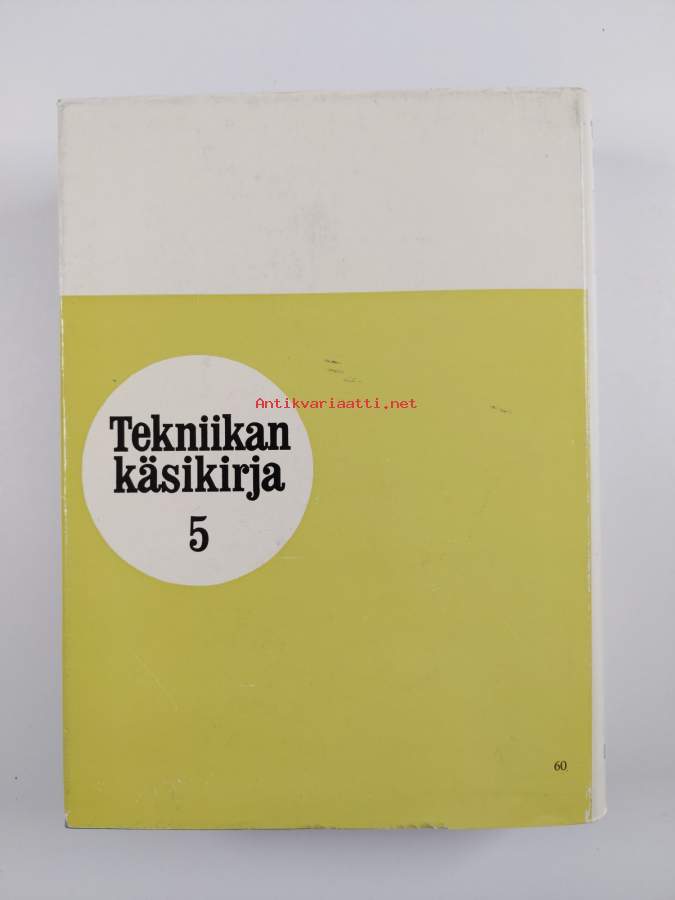 Antikvariaatti.net
Tekniikan
käsikirja
5
60